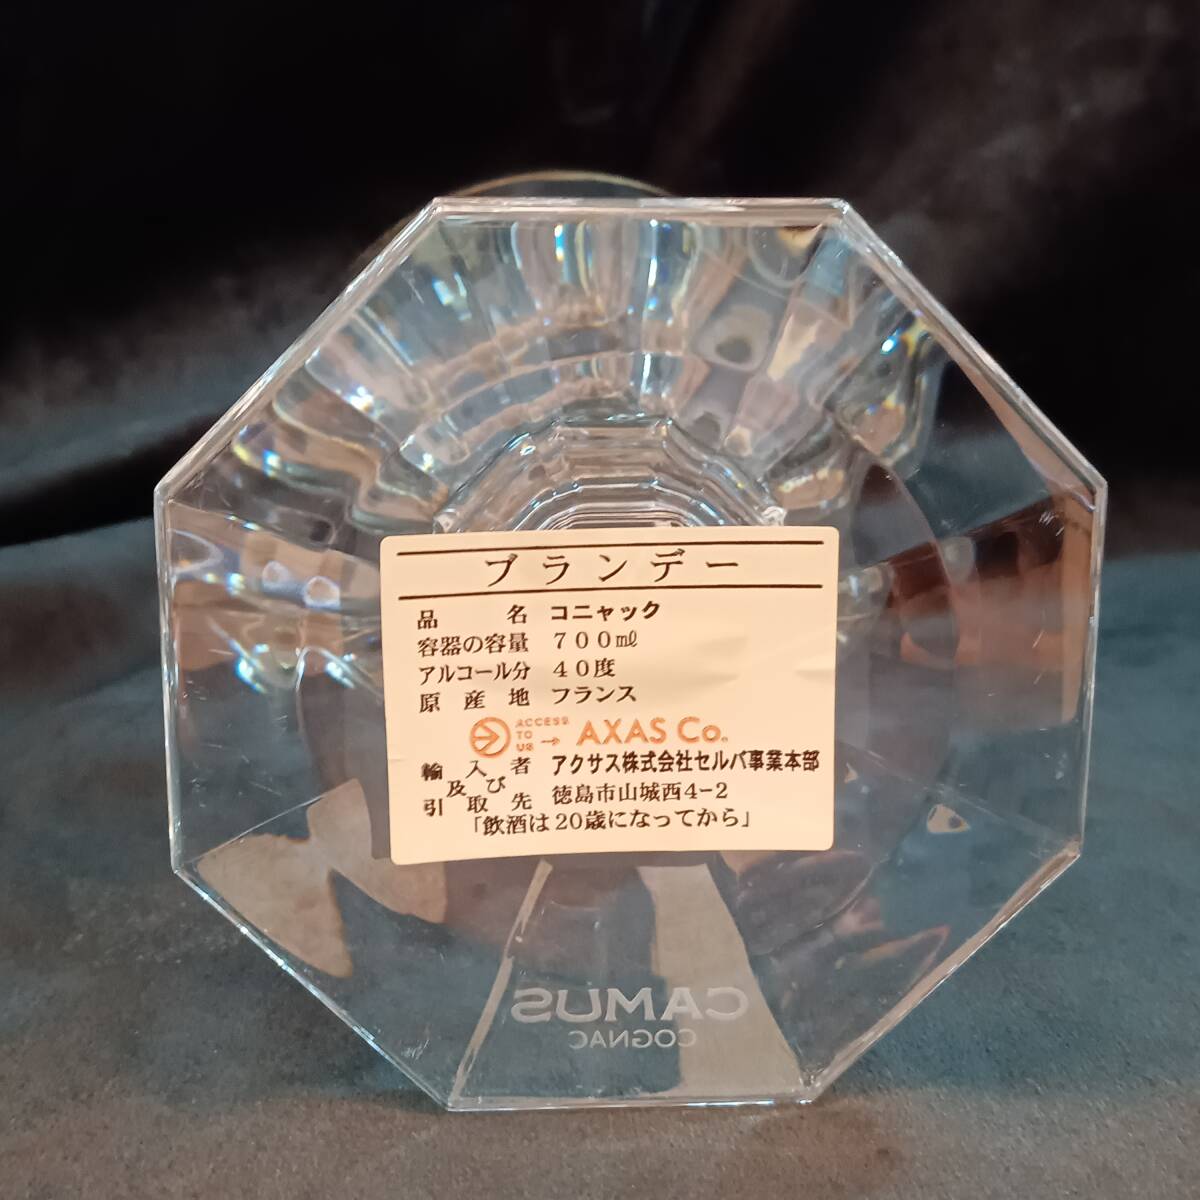 ブランデー
品名 コニャック
容器の容量 700㎖
アルコール分 40度
原産地 フランス
ACCESS TO US → AXAS Co.
輸入者及び引取先 アクサス株式会社セルバ事業本部
徳島市山城西4-2
「飲酒は20歳になってから」
CAMUS
COGNAC